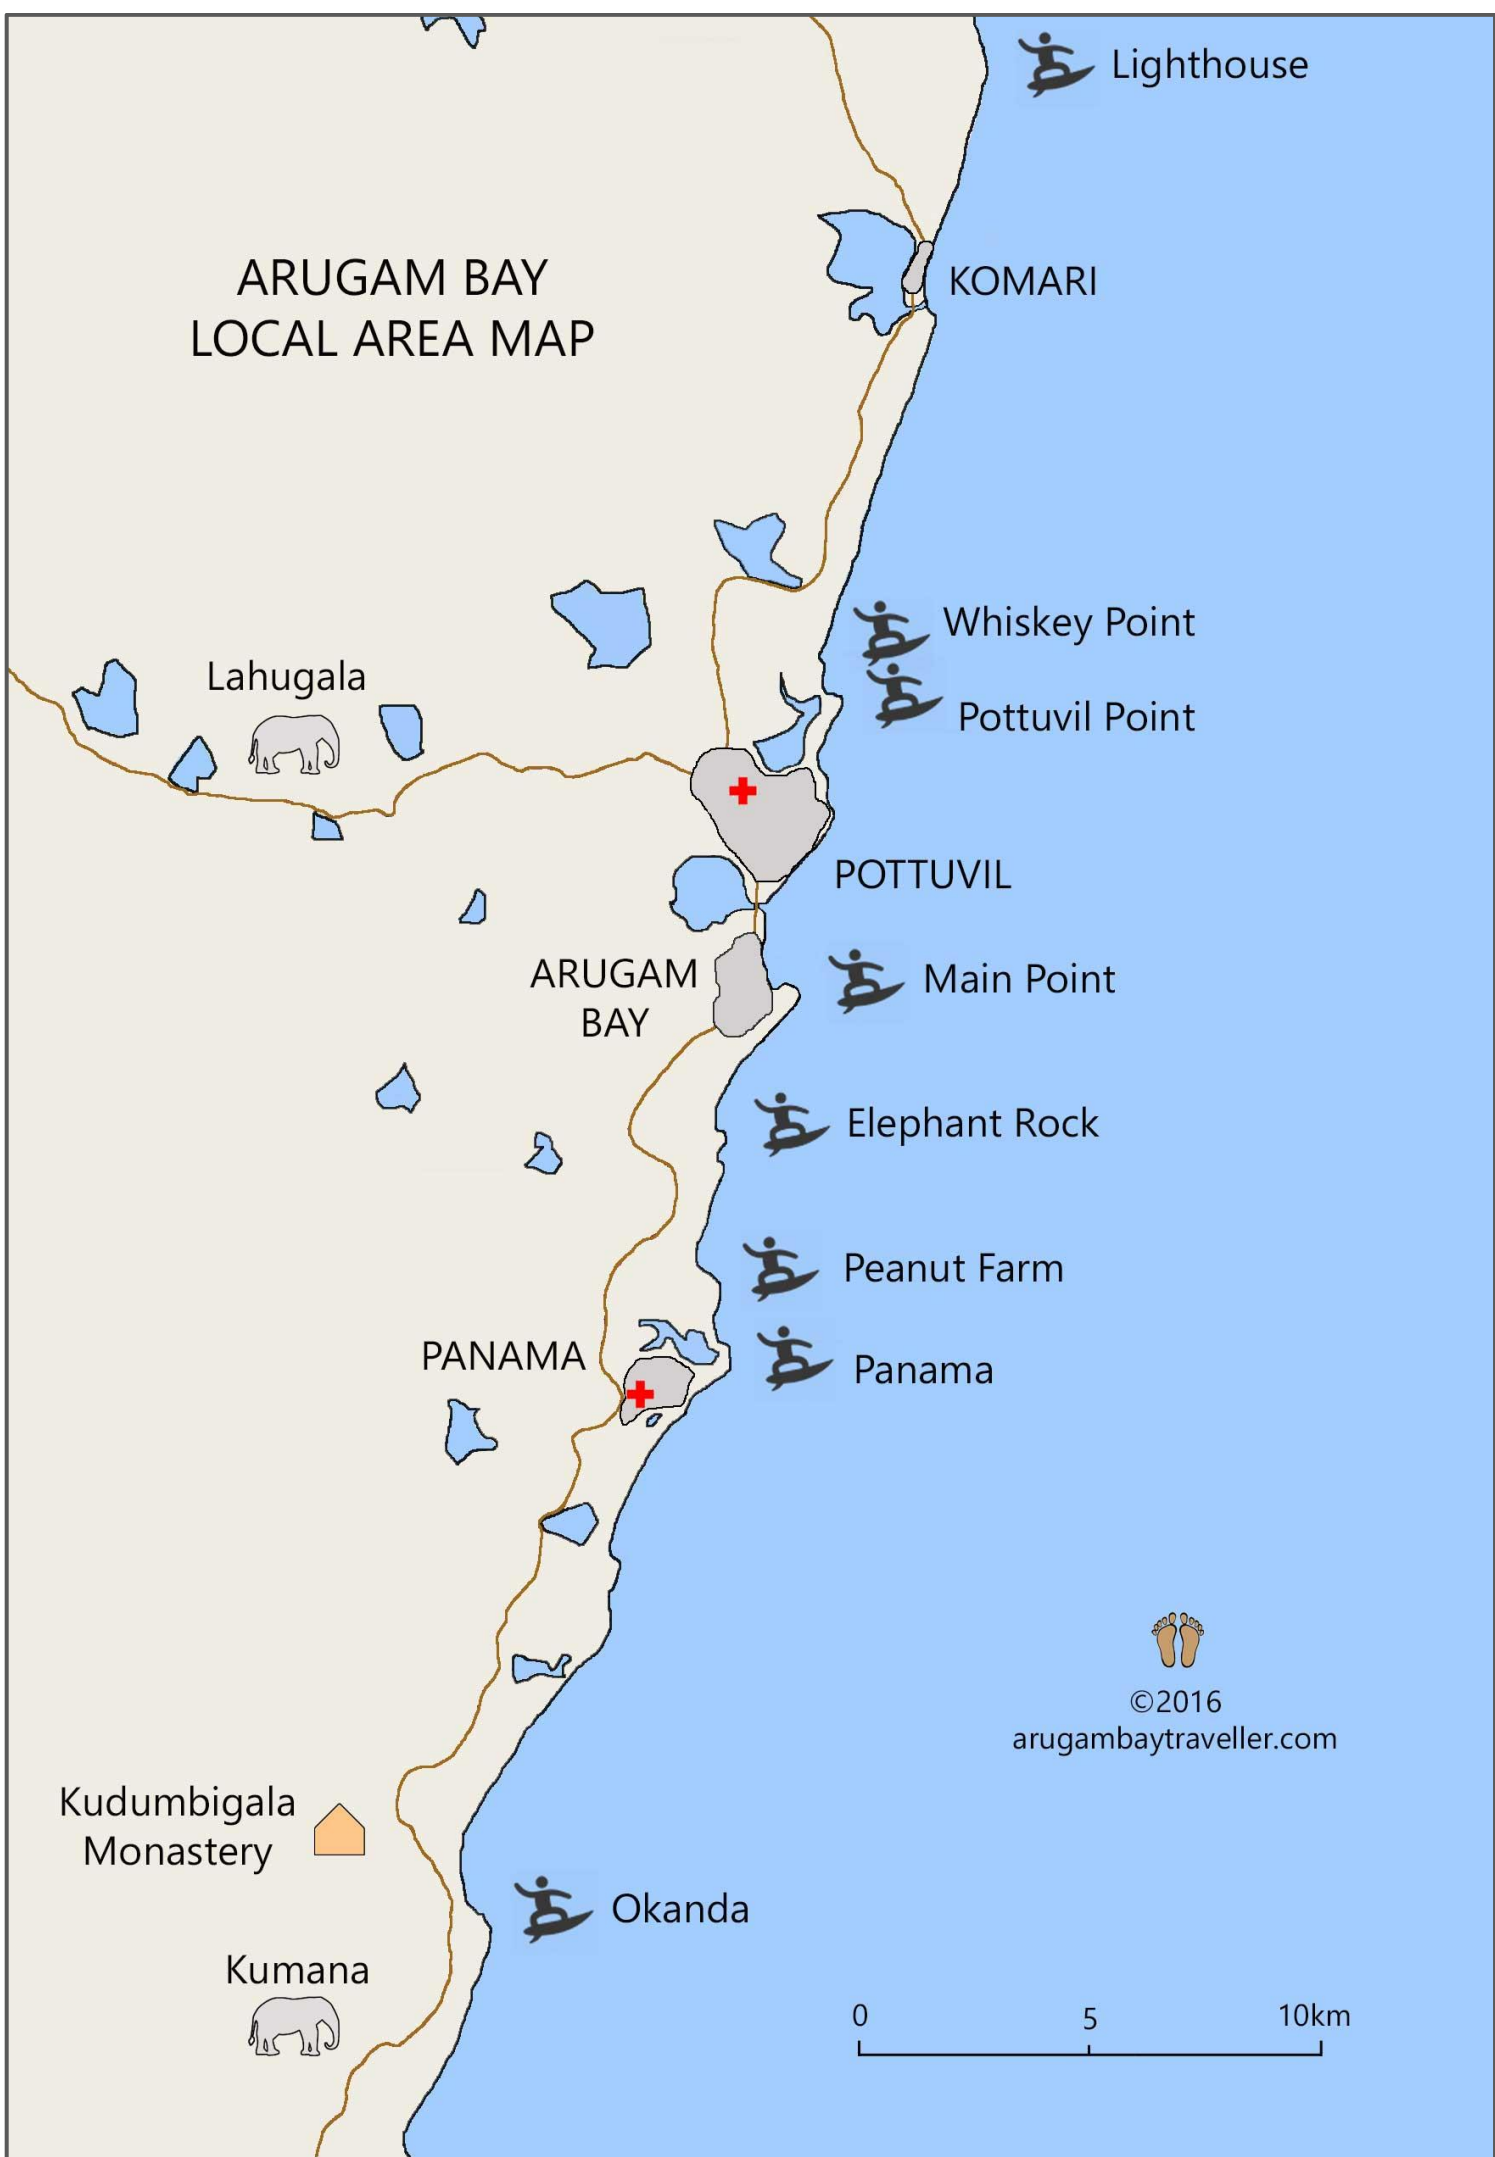 Lighthouse
ARUGAM BAY
LOCAL AREA MAP
KOMARI
Whiskey Point
Lahugala
Pottuvil Point
POTTUVIL
ARUGAM
BAY
Main Point
Elephant Rock
Peanut Farm
PANAMA
Panama
©2016
arugambaytraveller.com
Kudumbigala
Monastery
Okanda
Kumana
0 5 10km